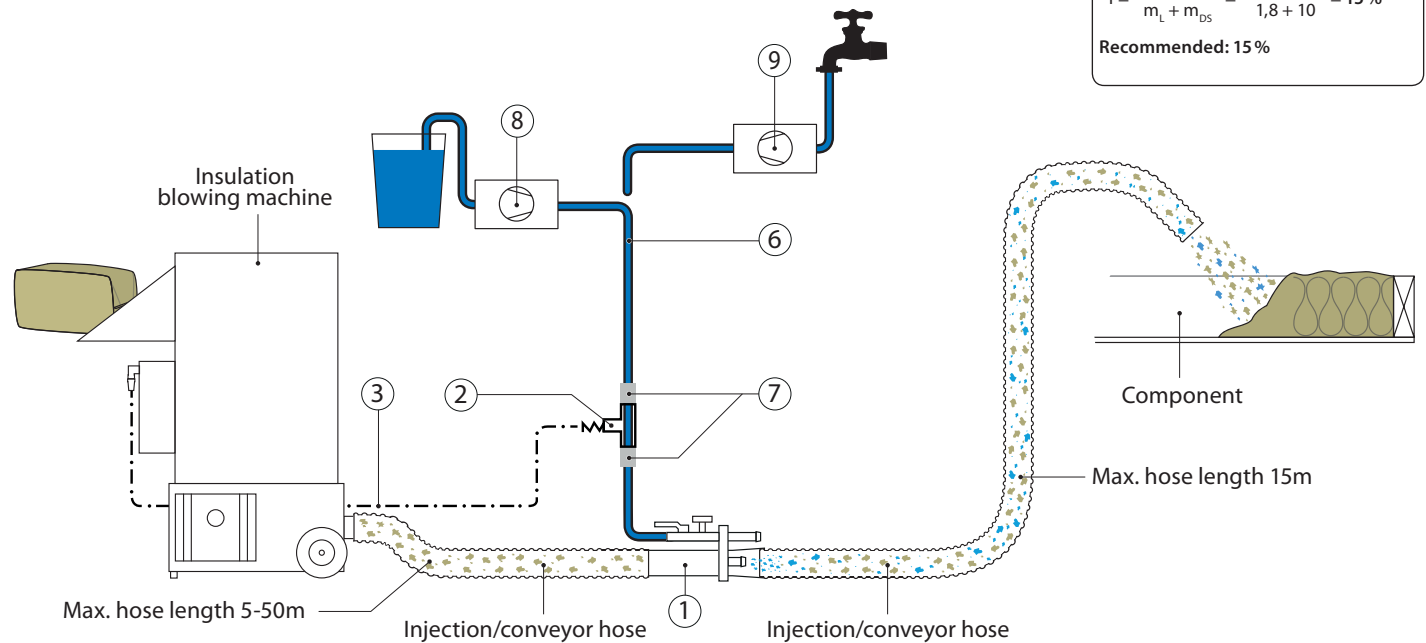 m_L + m_DS = 1,8 + 10 = 15 %
Recommended: 15 %
9
8
Insulation
blowing machine
6
3
2
7
Component
Max. hose length 15m
1
Max. hose length 5-50m
Injection/conveyor hose
Injection/conveyor hose